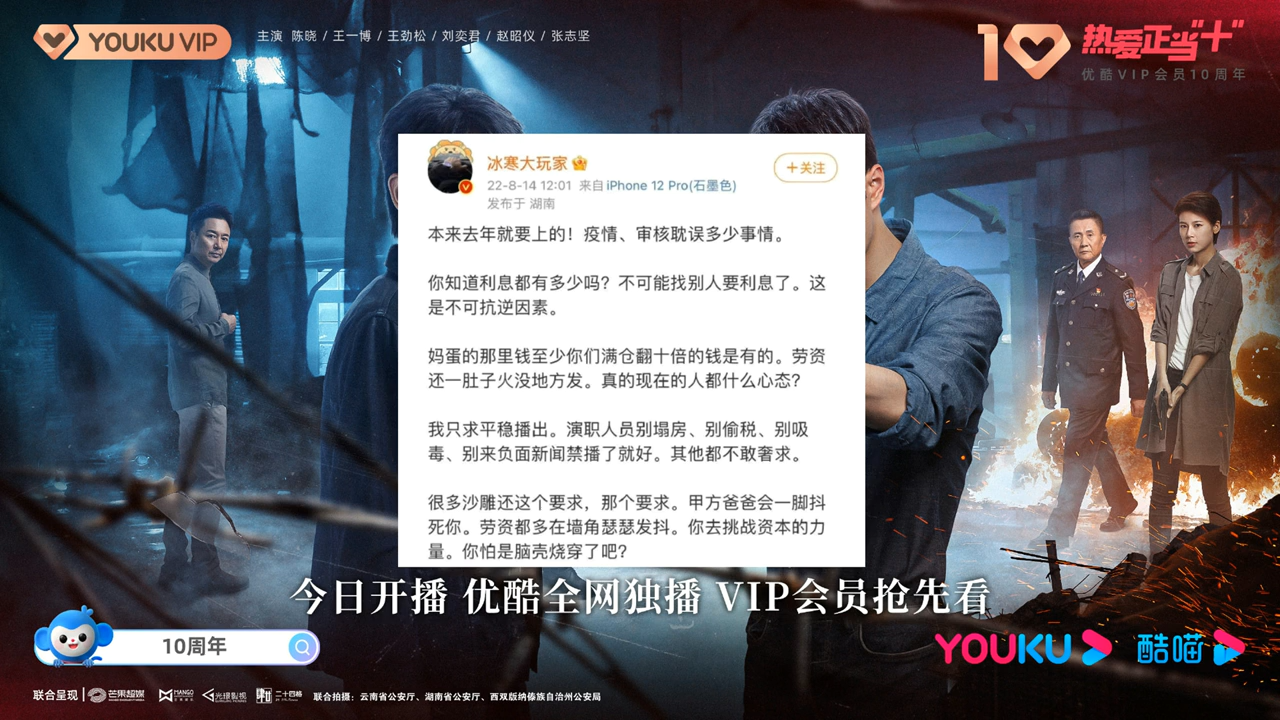 YOUKU VIP
主演 陈晓 / 王一博 / 王劲松 / 刘奕君 / 赵昭仪 / 张志坚
10 热爱正当“十”
优酷VIP会员10周年
冰寒大玩家
22-8-14 12:01 来自 iPhone 12 Pro(石墨色)
发布于 湖南
+关注
本来去年就要上的！疫情、审核耽误多少事情。
你知道利息都有多少吗？不可能找别人要利息了。这
是不可抗逆因素。
妈蛋的那里钱至少你们满仓翻十倍的钱是有的。劳资
还一肚子火没地方发。真的现在的人都什么心态？
我只求平稳播出。演职人员别塌房、别偷税、别吸
毒、别来负面新闻禁播了就好。其他都不敢奢求。
很多沙雕还这个要求，那个要求。甲方爸爸会一脚抖
死你。劳资都多在墙角瑟瑟发抖。你去挑战资本的力
量。你怕是脑壳烧穿了吧？
今日开播 优酷全网独播 VIP会员抢先看
10周年
YOUKU 酷喵
联合呈现 芒果超媒 MANGO 二十四格 联合拍摄：云南省公安厅、湖南省公安厅、西双版纳傣族自治州公安局